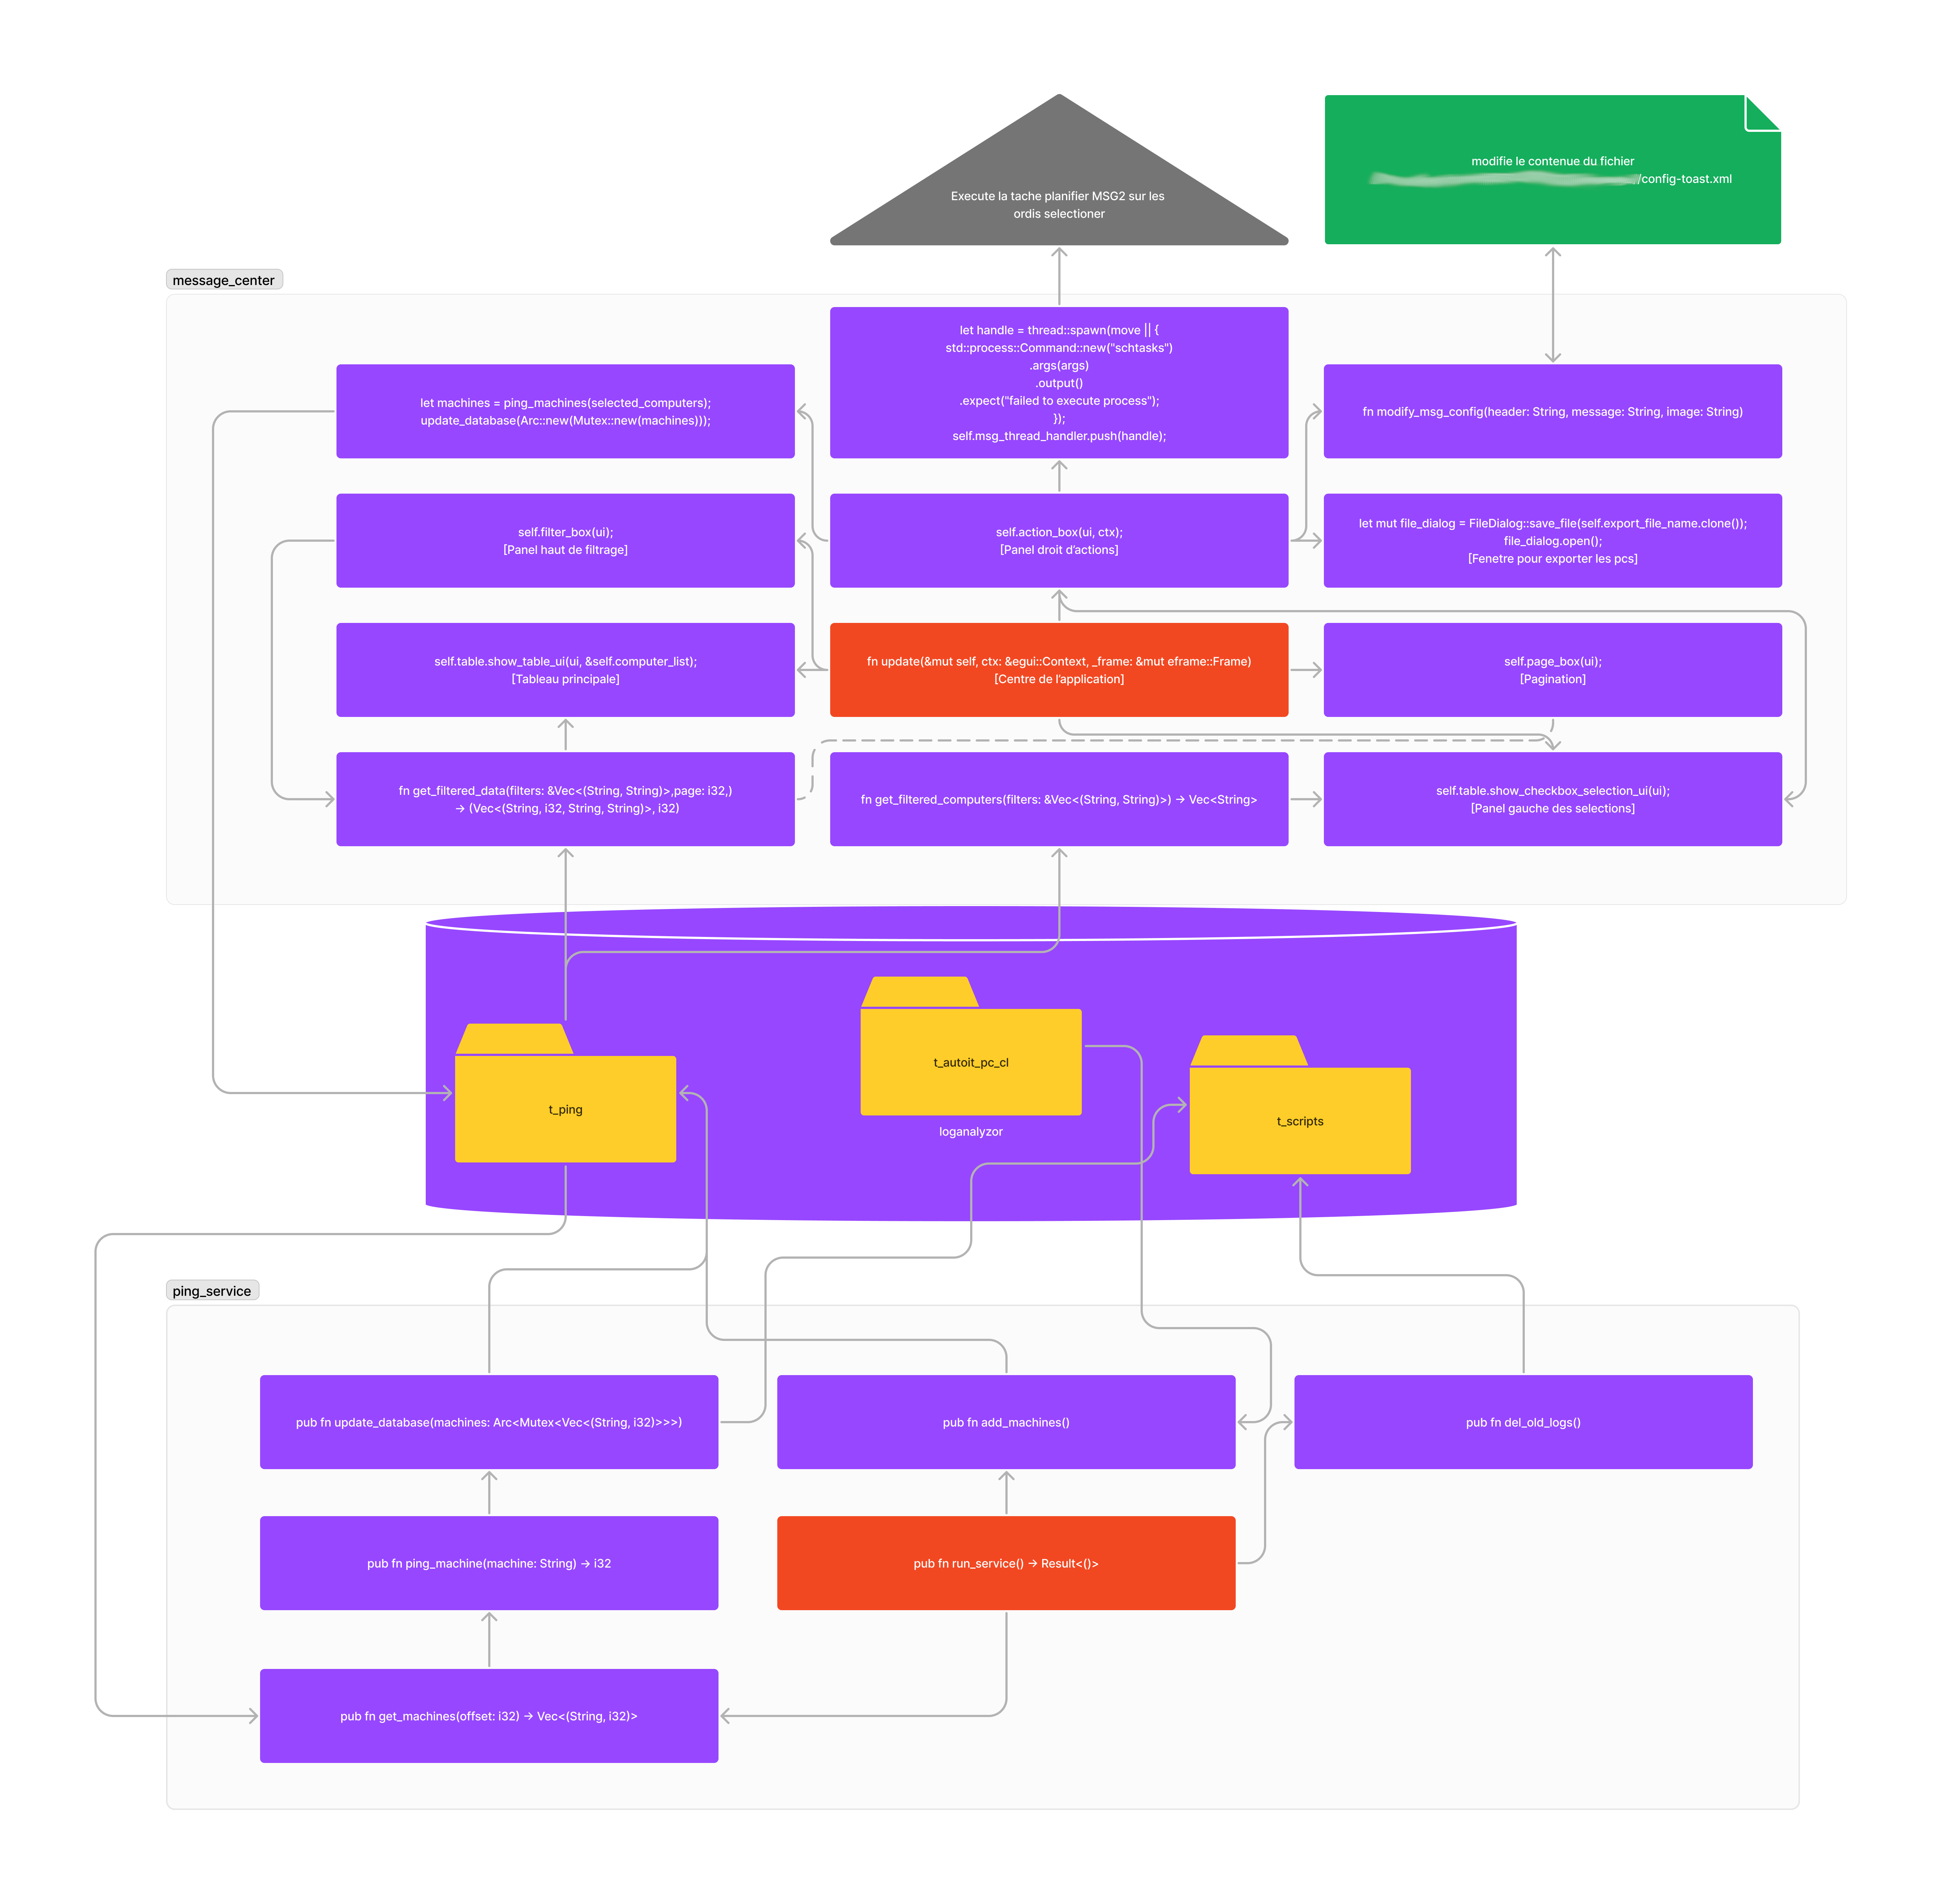 Execute la tache planifier MSG2 sur les
ordis selectioner
modifie le contenue du fichier
/config-toast.xml
message_center
let machines = ping_machines(selected_computers);
update_database(Arc::new(Mutex::new(machines)));
let handle = thread::spawn(move || {
std::process::Command::new("schtasks")
.args(args)
.output()
.expect("failed to execute process");
});
self.msg_thread_handler.push(handle);
fn modify_msg_config(header: String, message: String, image: String)
self.filter_box(ui);
[Panel haut de filtrage]
self.action_box(ui, ctx);
[Panel droit d'actions]
let mut file_dialog = FileDialog::save_file(self.export_file_name.clone());
file_dialog.open();
[Fenetre pour exporter les pcs]
self.table.show_table_ui(ui, &self.computer_list);
[Tableau principale]
fn update(&mut self, ctx: &egui::Context, _frame: &mut eframe::Frame)
[Centre de l'application]
self.page_box(ui);
[Pagination]
fn get_filtered_data(filters: &Vec<(String, String)>,page: i32,)
→ (Vec<(String, i32, String, String)>, i32)
fn get_filtered_computers(filters: &Vec<(String, String)>) → Vec<String>
self.table.show_checkbox_selection_ui(ui);
[Panel gauche des selections]
t_ping
t_autoit_pc_cl
t_scripts
loganalyzor
ping_service
pub fn update_database(machines: Arc<Mutex<Vec<(String, i32)>>>)
pub fn add_machines()
pub fn del_old_logs()
pub fn ping_machine(machine: String) → i32
pub fn run_service() → Result<()>
pub fn get_machines(offset: i32) → Vec<(String, i32)>